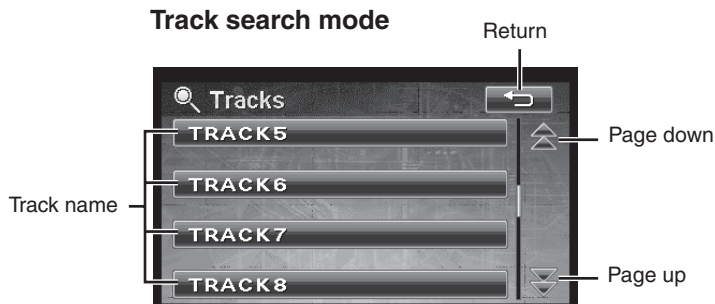 Track search mode
Return
Tracks
TRACK5
Page down
TRACK6
Track name
TRACK7
TRACK8
Page up